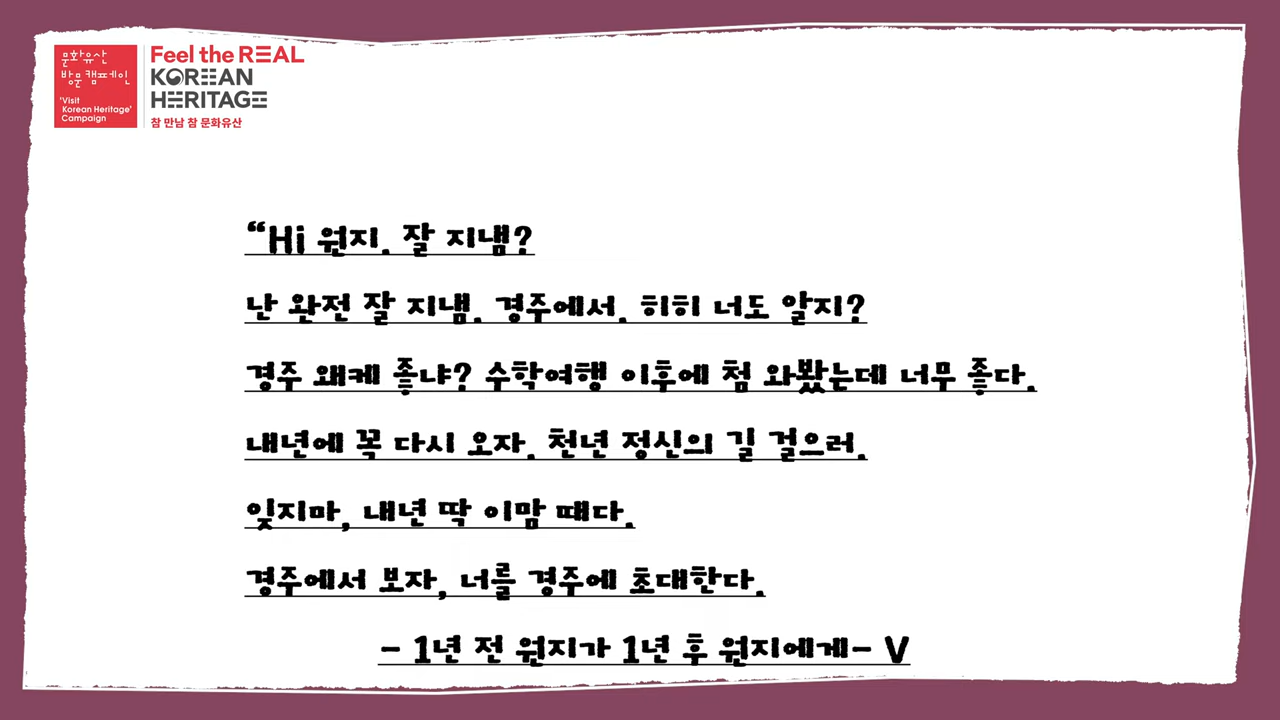 문화유산
방문 캠페인
'Visit
Korean Heritage'
Campaign
Feel the REAL
KOREAN
HERITAGE
참 만남 참 문화유산
“Hi 원지. 잘 지냄?
난 완전 잘 지냄. 경주에서. 히히 너도 알지?
경주 왜케 좋냐? 수학여행 이후에 첨 와봤는데 너무 좋다.
내년에 꼭 다시 오자. 천년 정신의 길 걸으러.
잊지마, 내년 딱 이맘 떄다.
경주에서 보자, 너를 경주에 초대한다.
- 1년 전 원지가 1년 후 원지에게- V